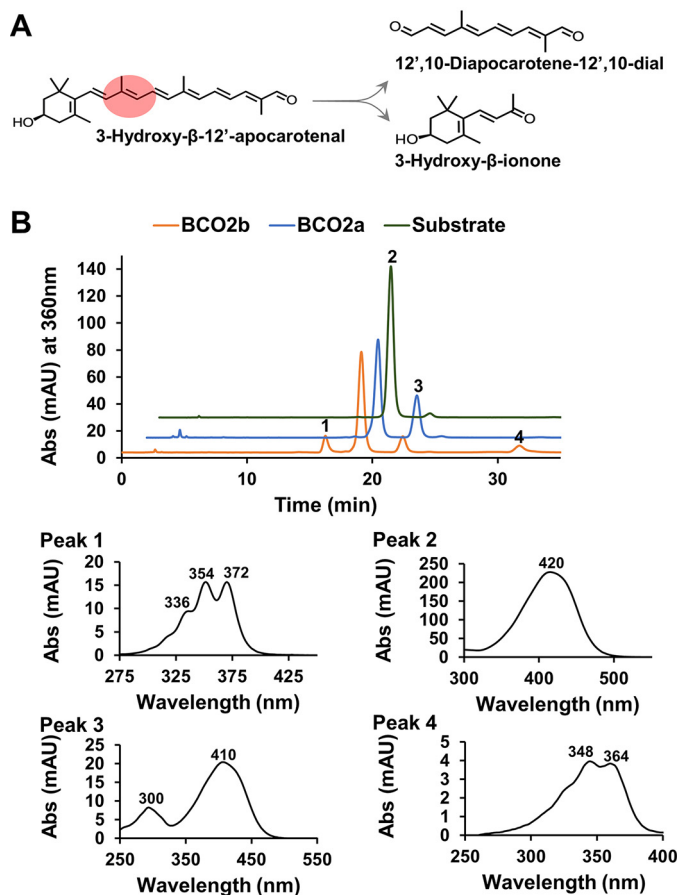 A
O
O
12',10-Diapocarotene-12',10-dial
O
HO
3-Hydroxy-β-12'-apocarotenal
O
HO
3-Hydroxy-β-ionone
B
BCO2b BCO2a Substrate
Abs (mAU) at 360nm
140
120
100
80
60
40
20
0
0 10 20 30
Time (min)
1
2
3
4
Peak 1
Abs (mAU)
20
15
10
5
0
336
354
372
275 325 375 425
Wavelength (nm)
Peak 2
Abs (mAU)
250
200
150
100
50
0
420
300 400 500
Wavelength (nm)
Peak 3
Abs (mAU)
25
20
15
10
5
0
300
410
250 350 450 550
Wavelength (nm)
Peak 4
Abs (mAU)
5
4
3
2
1
0
348
364
250 300 350 400
Wavelength (nm)